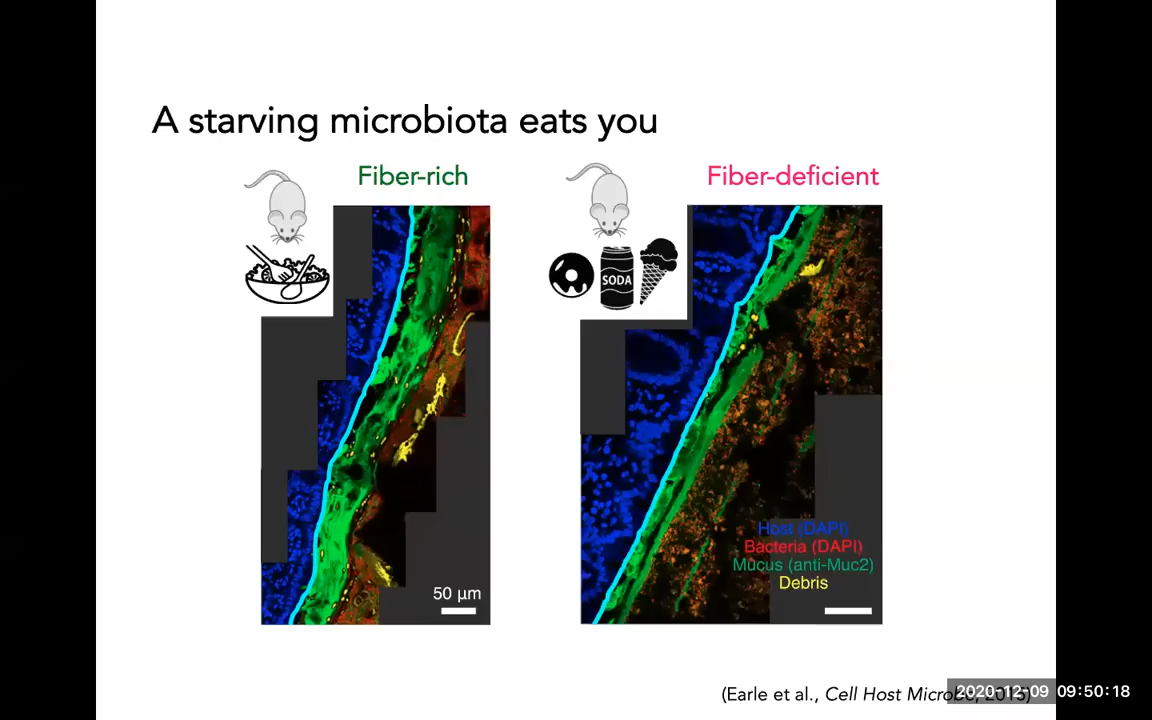 A starving microbiota eats you
Fiber-rich
Fiber-deficient
SODA
Host (DAPI)
Bacteria (DAPI)
Mucus (anti-Muc2)
Debris
50 μm
(Earle et al., Cell Host Microbe, 2015)
2020-12-09 09:50:18